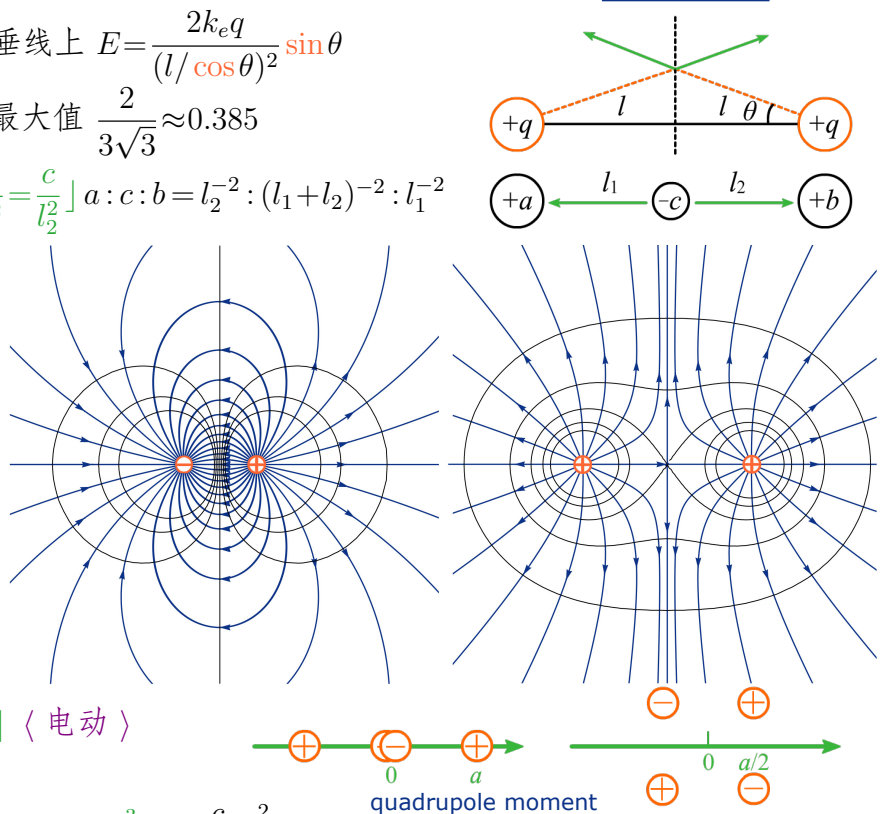 垂线上 E=2k_e q/(l/cosθ)² sinθ
最大值 2/(3√3)≈0.385
=c/l₂²⌋ a:c:b=l₂⁻²:(l₁+l₂)⁻²:l₁⁻²
+q l l θ +q
+a l₁ -c l₂ +b
− +
+ +
〈电动〉
− +
+ − +
0 a
0 a/2
+ −
quadrupole moment